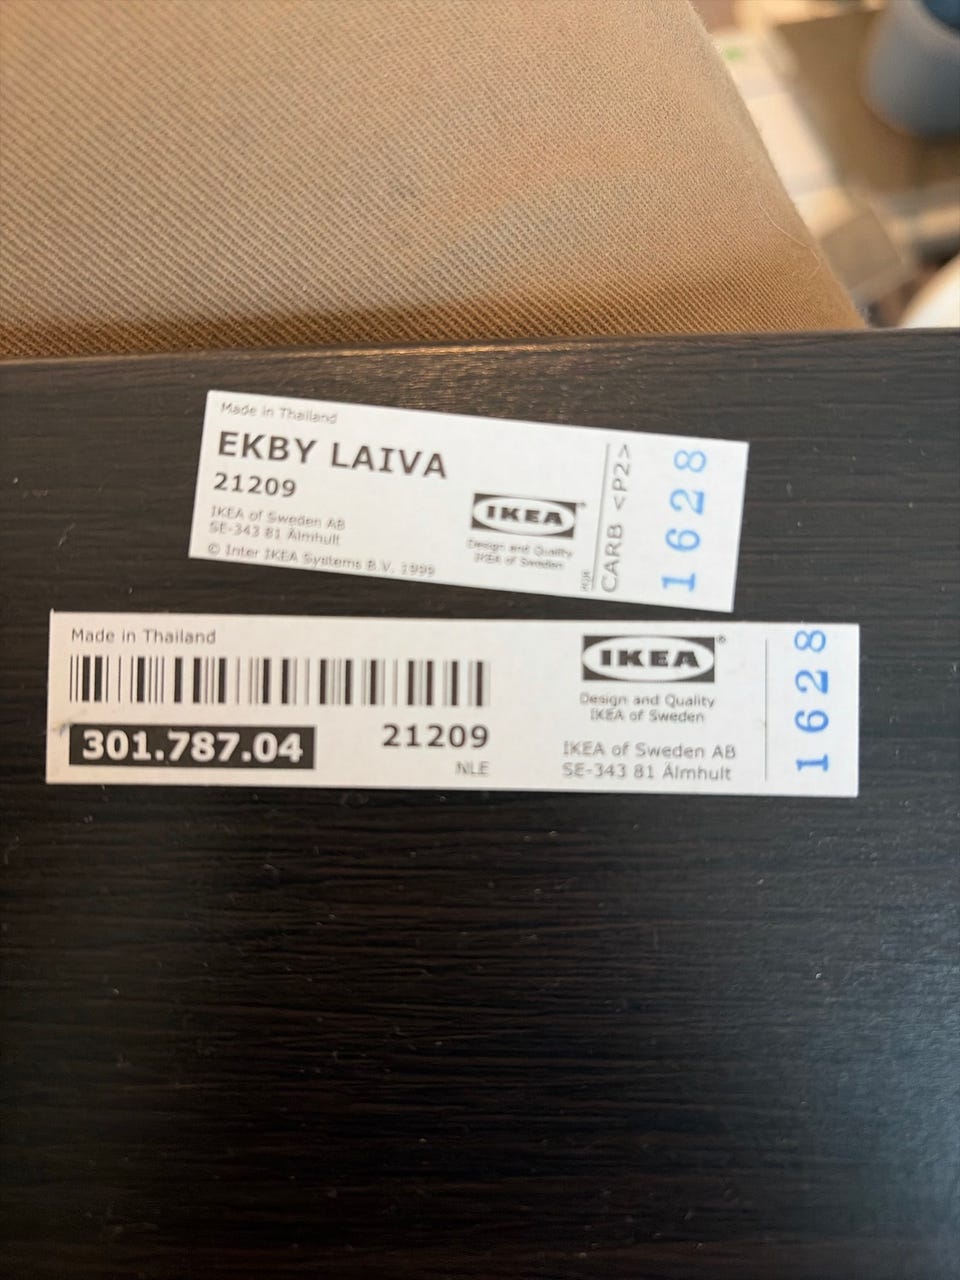 Made in Thailand
EKBY LAIVA
21209
IKEA of Sweden AB
SE-343 81 Älmhult
© Inter IKEA Systems B.V. 1999
IKEA®
Design and Quality
IKEA of Sweden
CARB <P2>
1628
Made in Thailand
301.787.04
21209
NLE
IKEA®
Design and Quality
IKEA of Sweden
IKEA of Sweden AB
SE-343 81 Älmhult
1628